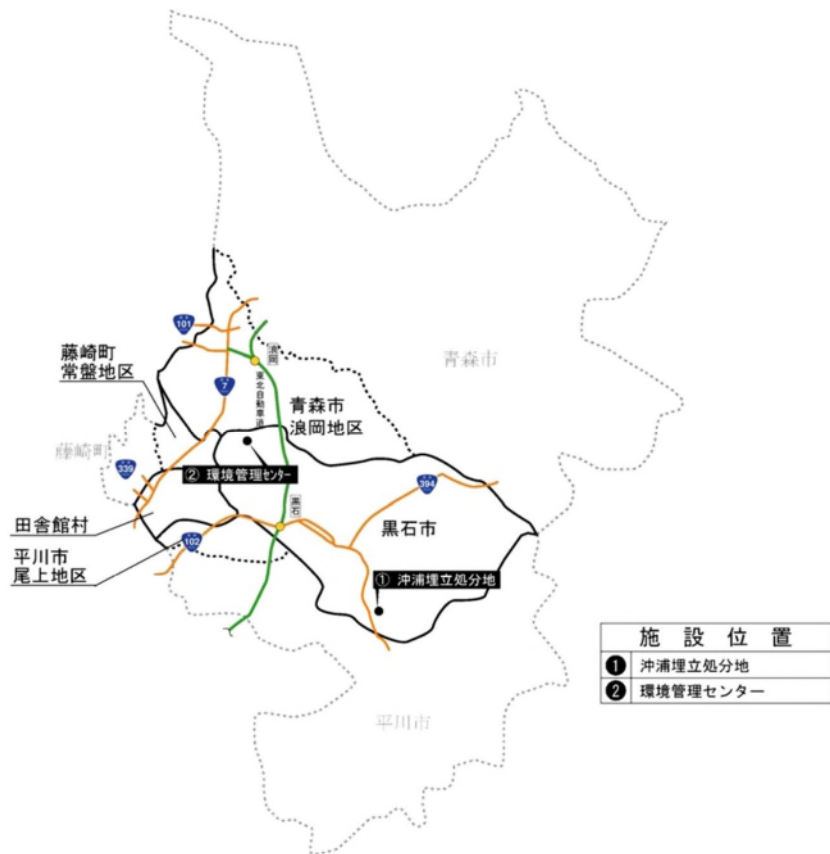 青森市
浪岡
101
藤崎町
常盤地区
7
東北自動車道
青森市
浪岡地区
藤崎町
339
② 環境管理センター
394
黒石
田舎館村
黒石市
102
平川市
尾上地区
① 沖浦埋立処分地
施設位置
❶ 沖浦埋立処分地
❷ 環境管理センター
平川市